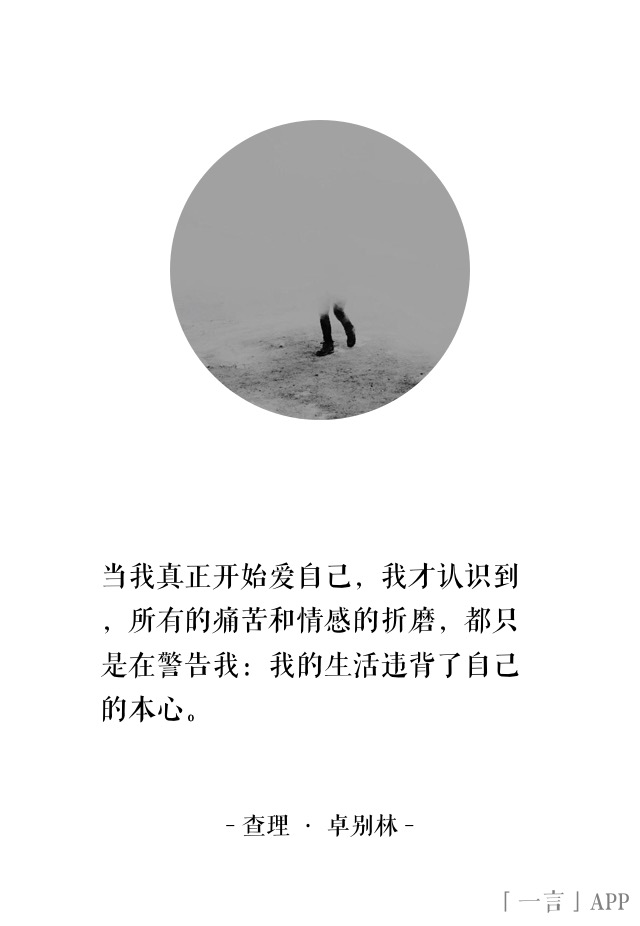 当我真正开始爱自己，我才认识到
，所有的痛苦和情感的折磨，都只
是在警告我：我的生活违背了自己
的本心。
- 查理 · 卓别林 -
「一言」APP